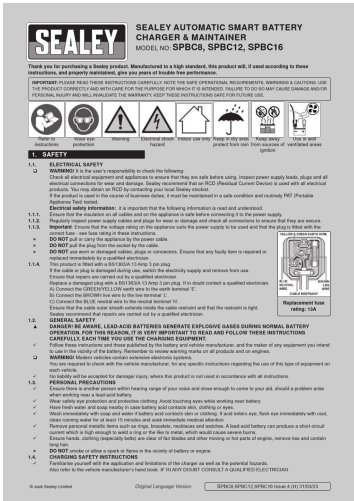 SEALEY
SEALEY AUTOMATIC SMART BATTERY
CHARGER & MAINTAINER
MODEL NO: SPBC8, SPBC12, SPBC16
Thank you for purchasing a Sealey product. Manufactured to a high standard, this product will, if used according to these
instructions, and properly maintained, give you years of trouble free performance.
IMPORTANT: PLEASE READ THESE INSTRUCTIONS CAREFULLY. NOTE THE SAFE OPERATIONAL REQUIREMENTS, WARNINGS & CAUTIONS. USE
THE PRODUCT CORRECTLY AND WITH CARE FOR THE PURPOSE FOR WHICH IT IS INTENDED. FAILURE TO DO SO MAY CAUSE DAMAGE AND/OR
PERSONAL INJURY AND WILL INVALIDATE THE WARRANTY. KEEP THESE INSTRUCTIONS SAFE FOR FUTURE USE.
Refer to instructions
Wear eye protection
Warning
Electrical shock hazard
Indoor use only
Keep in dry area protect from rain
Keep away from sources of ignition
Use in well ventilated areas
1. SAFETY
1.1. ELECTRICAL SAFETY
❏ WARNING! It is the user's responsibility to check the following:
Check all electrical equipment and appliances to ensure that they are safe before using. Inspect power supply leads, plugs and all
electrical connections for wear and damage. Sealey recommend that an RCD (Residual Current Device) is used with all electrical
products. You may obtain an RCD by contacting your local Sealey stockist.
If the product is used in the course of business duties, it must be maintained in a safe condition and routinely PAT (Portable
Appliance Test) tested.
Electrical safety information: it is important that the following information is read and understood.
1.1.1. Ensure that the insulation on all cables and on the appliance is safe before connecting it to the power supply.
1.1.2. Regularly inspect power supply cables and plugs for wear or damage and check all connections to ensure that they are secure.
1.1.3. Important: Ensure that the voltage rating on the appliance suits the power supply to be used and that the plug is fitted with the
correct fuse - see fuse rating in these instructions.
✖ DO NOT pull or carry the appliance by the power cable.
✖ DO NOT pull the plug from the socket by the cable.
✖ DO NOT use worn or damaged cables, plugs or connectors. Ensure that any faulty item is repaired or
replaced immediately by a qualified electrician.
1.1.4. This product is fitted with a BS1363/A 13 Amp 3 pin plug.
If the cable or plug is damaged during use, switch the electricity supply and remove from use.
Ensure that repairs are carried out by a qualified electrician.
Replace a damaged plug with a BS1363/A 13 Amp 3 pin plug. If in doubt contact a qualified electrician.
A) Connect the GREEN/YELLOW earth wire to the earth terminal 'E'.
B) Connect the BROWN live wire to the live terminal 'L'.
C) Connect the BLUE neutral wire to the neutral terminal 'N'.
Ensure that the cable outer sheath extends inside the cable restraint and that the restraint is tight.
Sealey recommend that repairs are carried out by a qualified electrician.
YELLOW & GREEN EARTH WIRE
BLUE NEUTRAL WIRE
BROWN LIVE WIRE
CABLE RESTRAINT
Replacement fuse
rating: 13A
1.2. GENERAL SAFETY
▲ DANGER! BE AWARE, LEAD-ACID BATTERIES GENERATE EXPLOSIVE GASES DURING NORMAL BATTERY
OPERATION. FOR THIS REASON, IT IS VERY IMPORTANT TO READ AND FOLLOW THESE INSTRUCTIONS
CAREFULLY, EACH TIME YOU USE THE CHARGING EQUIPMENT.
✓ Follow these instructions and those published by the battery and vehicle manufacturer, and the maker of any equipment you intend
to use in the vicinity of the battery. Remember to review warning marks on all products and on engines.
❏ WARNING! Modern vehicles contain extensive electronic systems.
You are required to check with the vehicle manufacturer, for any specific instructions regarding the use of this type of equipment on
each vehicle.
No liability will be accepted for damage/ injury, where this product is not used in accordance with all instructions.
1.3. PERSONAL PRECAUTIONS
✓ Ensure there is another person within hearing range of your voice and close enough to come to your aid, should a problem arise
when working near a lead-acid battery.
✓ Wear safety eye protection and protective clothing. Avoid touching eyes while working near battery.
✓ Have fresh water and soap nearby in case battery acid contacts skin, clothing or eyes.
✓ Wash immediately with soap and water if battery acid contacts skin or clothing. If acid enters eye, flush eye immediately with cool,
clean running water for at least 15 minutes and seek immediate medical attention.
✓ Remove personal metallic items such as rings, bracelets, necklaces and watches. A lead-acid battery can produce a short-circuit
current which is high enough to weld a ring or the like to metal, which would cause severe burns.
✓ Ensure hands, clothing (especially belts) are clear of fan blades and other moving or hot parts of engine, remove ties and contain
long hair.
✖ DO NOT smoke or allow a spark or flame in the vicinity of battery or engine.
1.4. CHARGING SAFETY INSTRUCTIONS
✓ Familiarise yourself with the application and limitations of the charger as well as the potential hazards.
Also refer to the vehicle manufacturer's hand book. IF IN ANY DOUBT CONSULT A QUALIFIED ELECTRICIAN.
© Jack Sealey Limited
Original Language Version
SPBC8,SPBC12,SPBC16 Issue 4 (H) 31/03/23